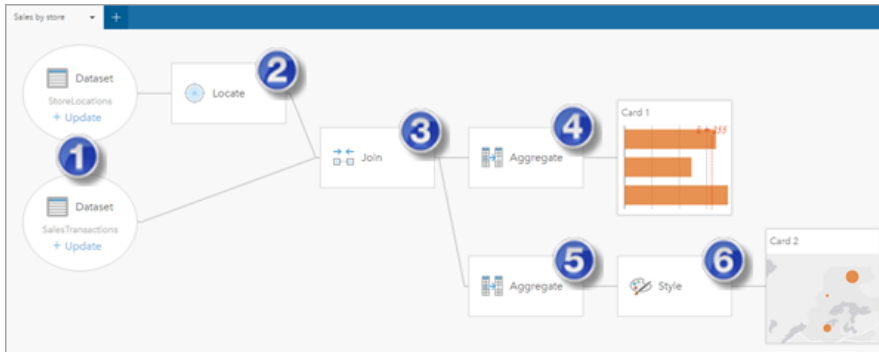 Sales by store
+
Dataset
StoreLocations
+ Update
1
Dataset
SalesTransactions
+ Update
Locate
2
Join
3
Aggregate
4
Card 1
Aggregate
5
Style
6
Card 2